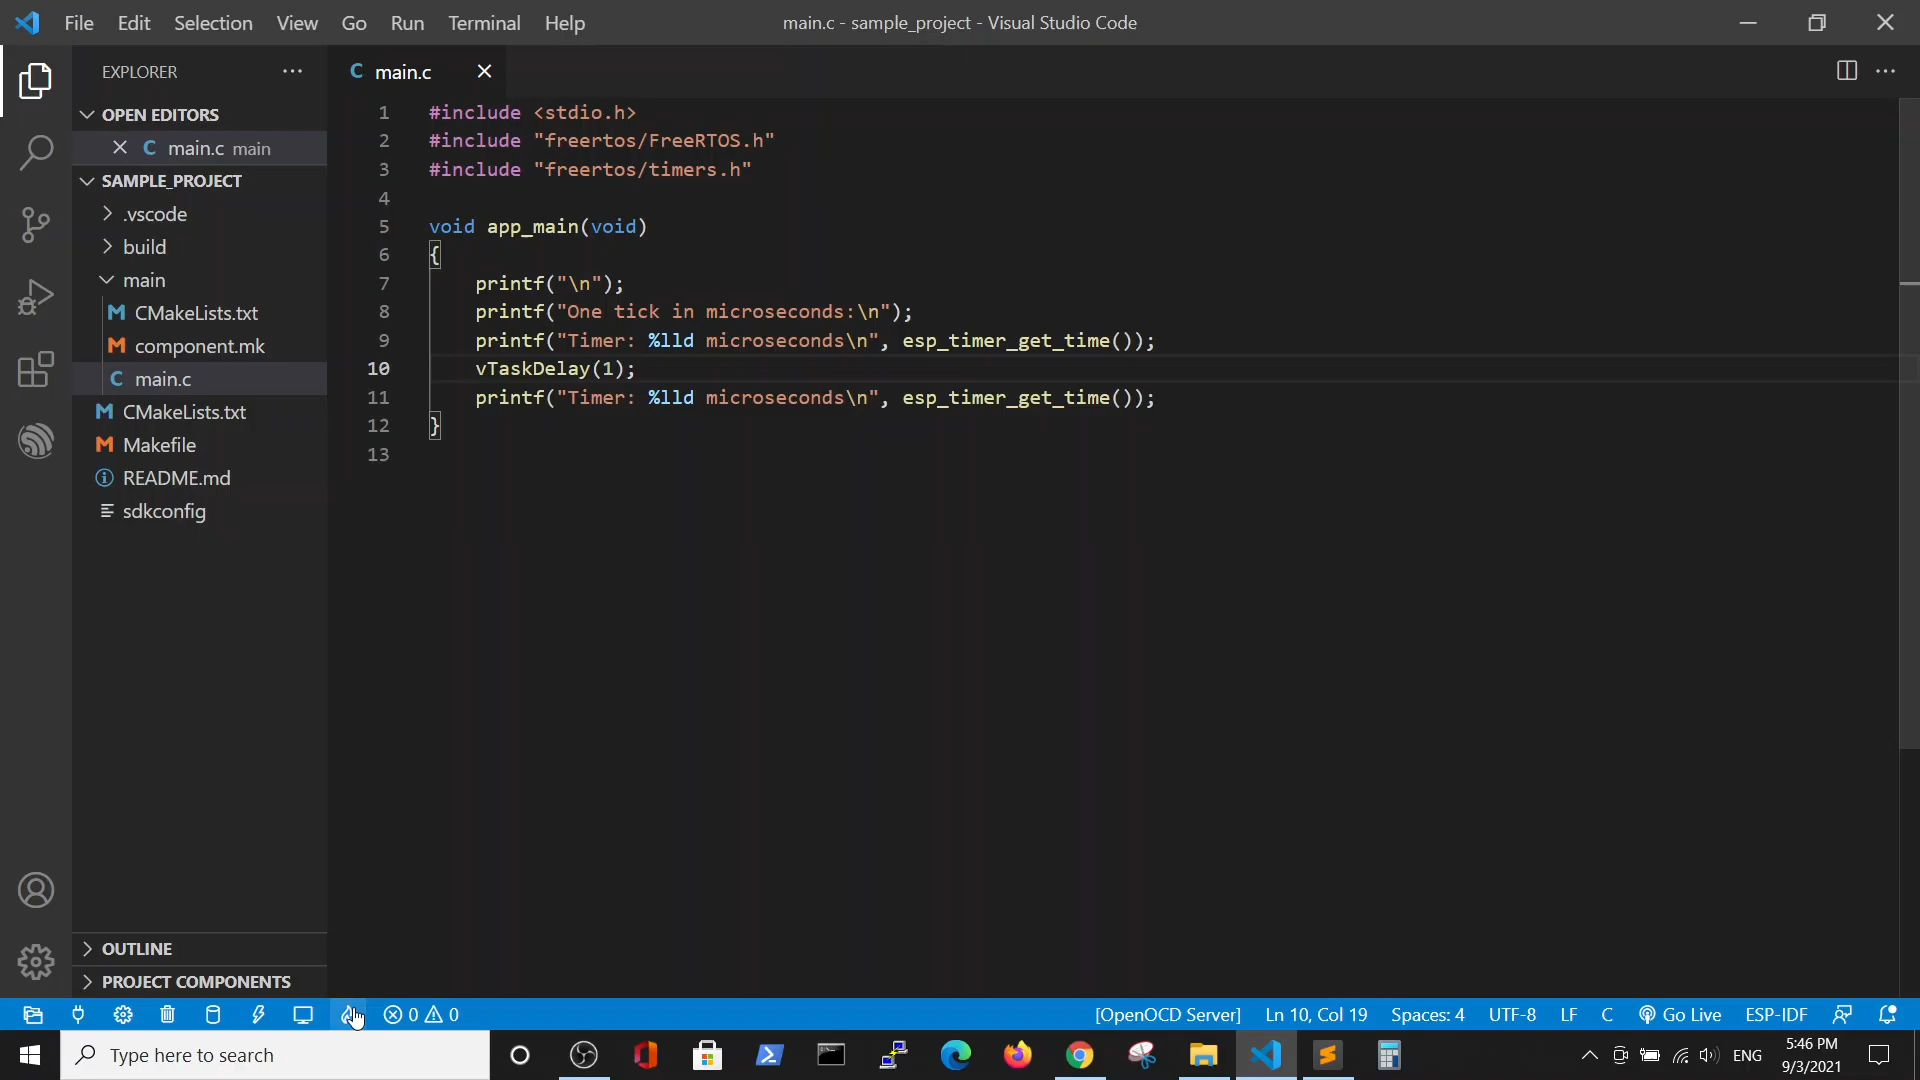 File Edit Selection View Go Run Terminal Help
main.c - sample_project - Visual Studio Code
EXPLORER
OPEN EDITORS
C main.c main
SAMPLE_PROJECT
.vscode
build
main
M CMakeLists.txt
M component.mk
C main.c
M CMakeLists.txt
M Makefile
README.md
sdkconfig
OUTLINE
PROJECT COMPONENTS
C main.c
1 #include <stdio.h>
2 #include "freertos/FreeRTOS.h"
3 #include "freertos/timers.h"
4
5 void app_main(void)
6 {
7 printf("\n");
8 printf("One tick in microseconds:\n");
9 printf("Timer: %lld microseconds\n", esp_timer_get_time());
10 vTaskDelay(1);
11 printf("Timer: %lld microseconds\n", esp_timer_get_time());
12 }
13
0 0 [OpenOCD Server] Ln 10, Col 19 Spaces: 4 UTF-8 LF C Go Live ESP-IDF
Type here to search
ENG
5:46 PM
9/3/2021